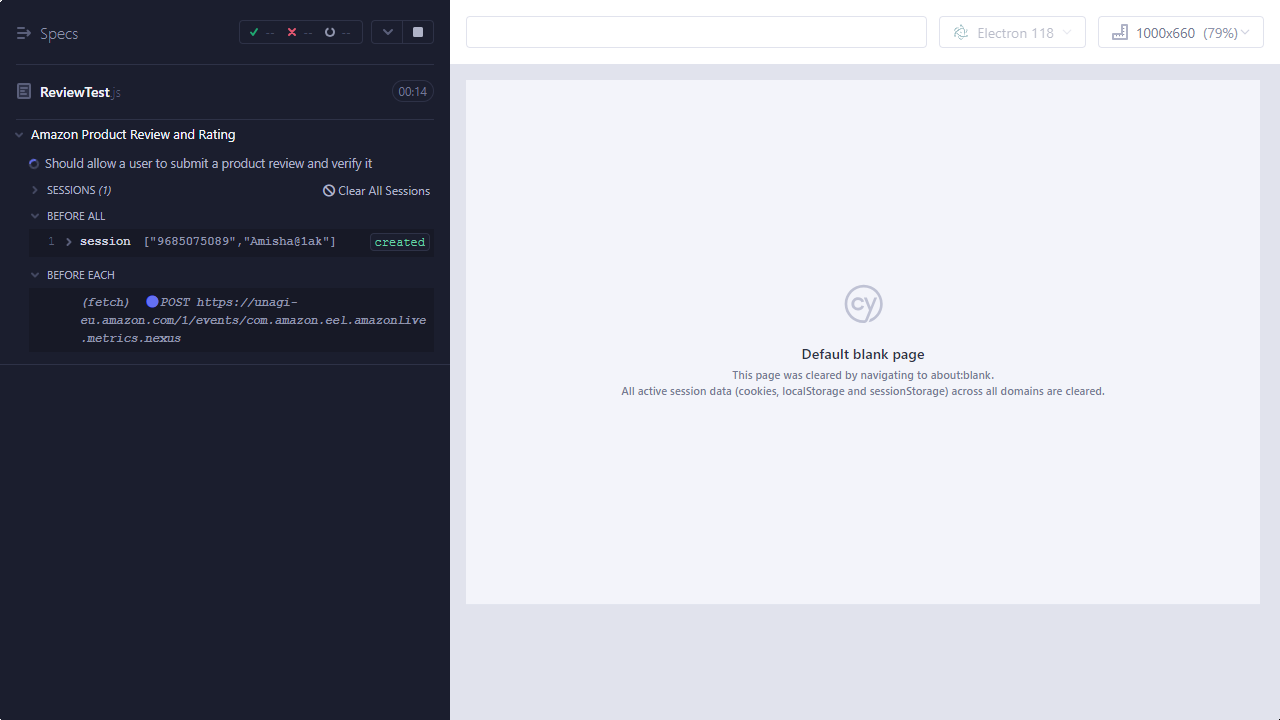 Specs
-- -- --
Electron 118
1000x660 (79%)
ReviewTest.js
00:14
Amazon Product Review and Rating
Should allow a user to submit a product review and verify it
SESSIONS (1)
Clear All Sessions
BEFORE ALL
1 session ["9685075089","Amisha@1ak"] created
BEFORE EACH
(fetch) POST https://unagi-
eu.amazon.com/1/events/com.amazon.eel.amazonlive
.metrics.nexus
cy
Default blank page
This page was cleared by navigating to about:blank.
All active session data (cookies, localStorage and sessionStorage) across all domains are cleared.